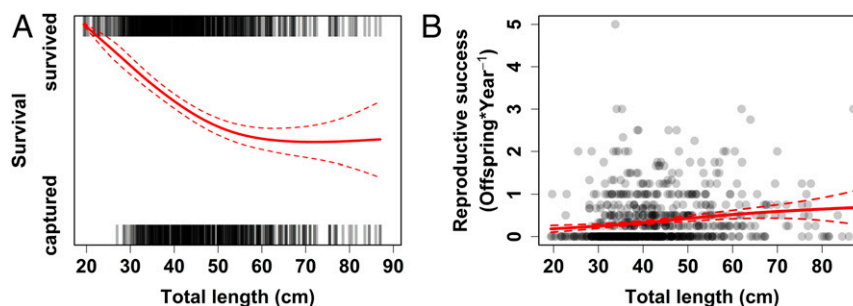 A
survived
Survival
captured
20 30 40 50 60 70 80 90
Total length (cm)
B
Reproductive success
(Offspring*Year⁻¹)
5
4
3
2
1
0
20 30 40 50 60 70 80
Total length (cm)